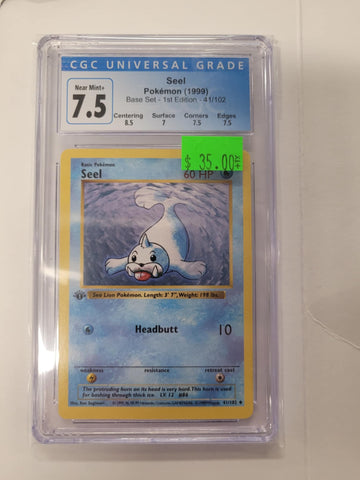 CGC UNIVERSAL GRADE
Near Mint+
7.5
Seel
Pokémon (1999)
Base Set - 1st Edition - 41/102
Centering Surface Corners Edges
8.5 7 7.5 7.5
$ 35.00
Basic Pokémon
Seel
60 HP
Sea Lion Pokémon. Length: 3' 7", Weight: 198 lbs.
Headbutt 10
weakness resistance retreat cost
The protruding horn on its head is very hard. This horn is used
for bashing through thick ice. LV. 12 #86
41/102